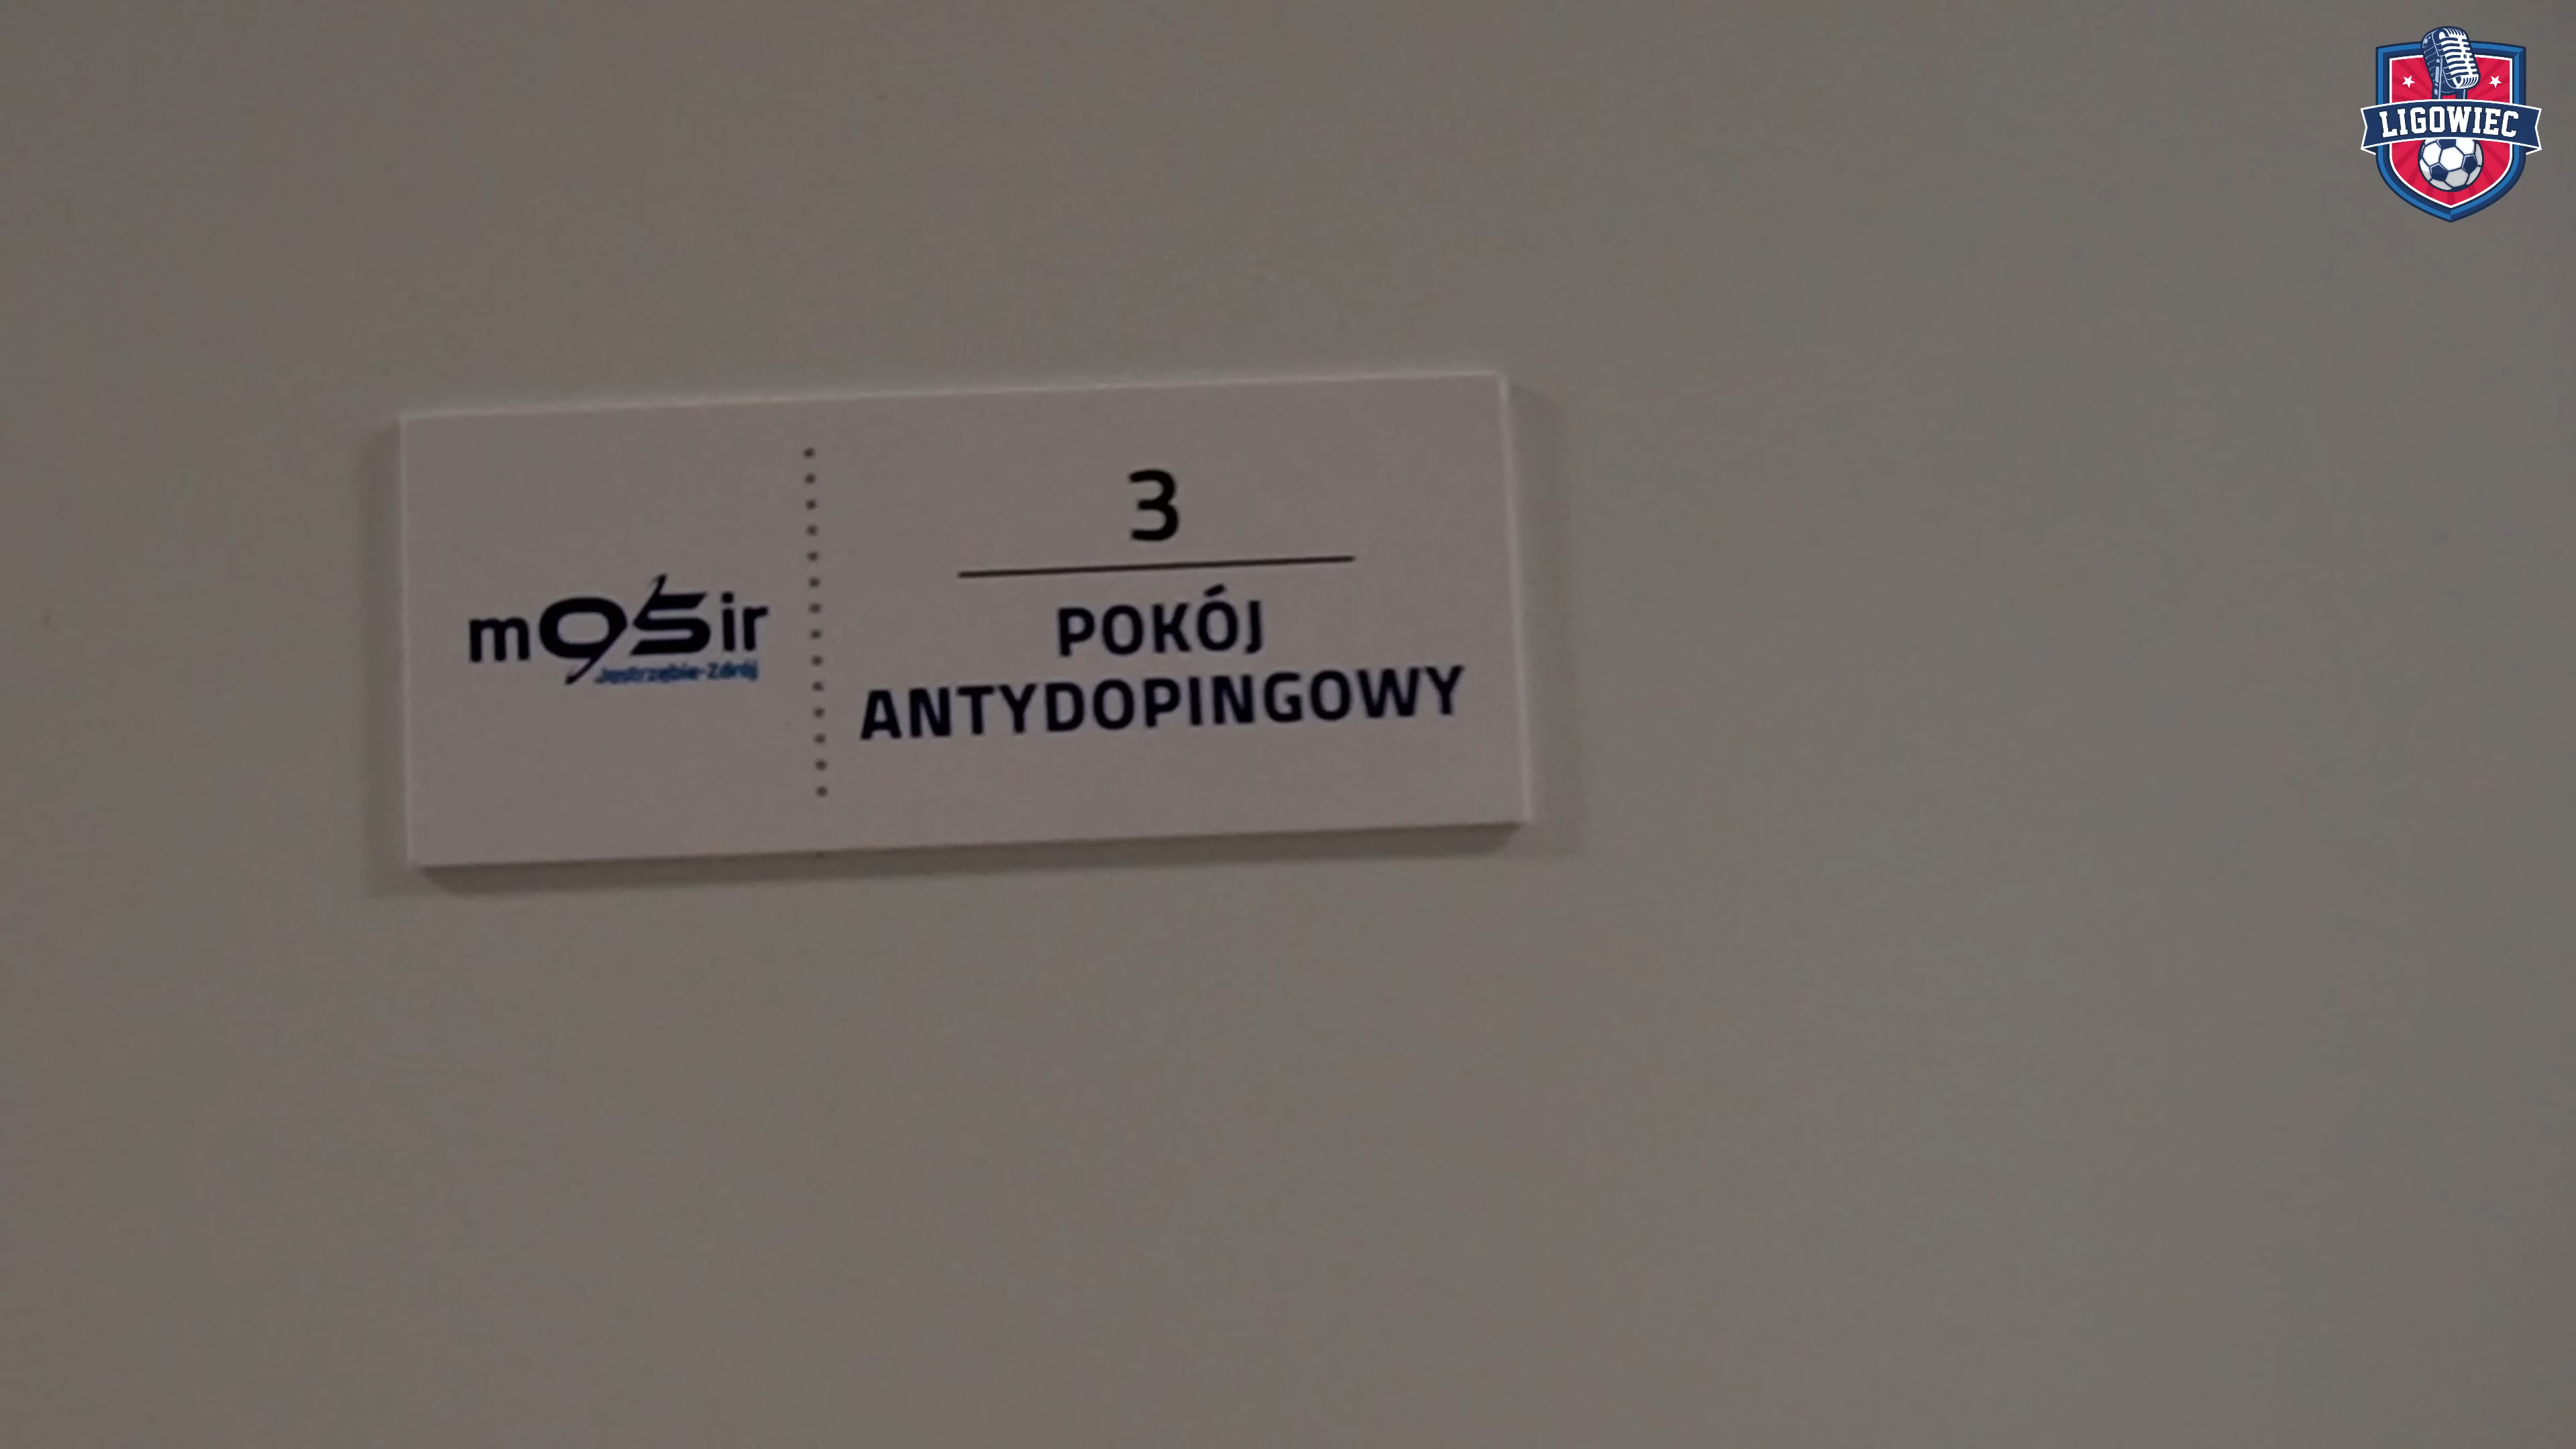 LIGOWIEC
3
mosir
Jastrzębie-Zdrój
POKÓJ
ANTYDOPINGOWY